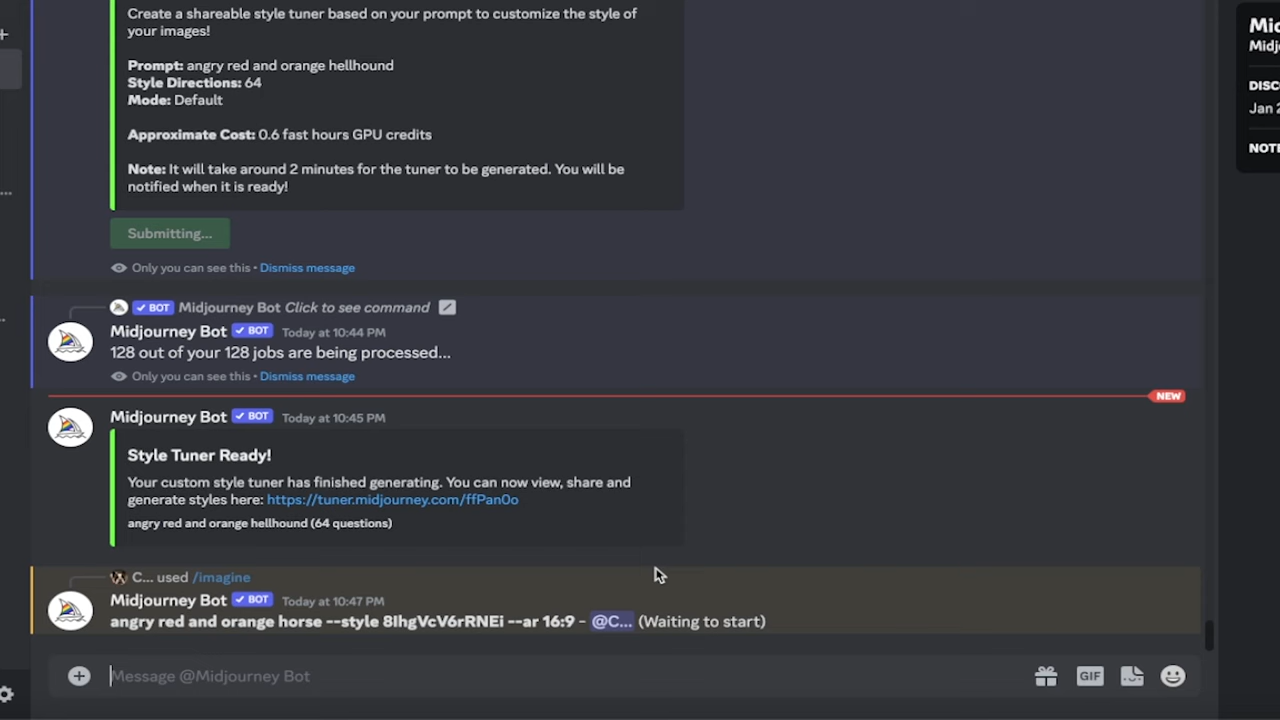 Create a shareable style tuner based on your prompt to customize the style of
your images!
Prompt: angry red and orange hellhound
Style Directions: 64
Mode: Default
Approximate Cost: 0.6 fast hours GPU credits
Note: It will take around 2 minutes for the tuner to be generated. You will be
notified when it is ready!
Submitting...
Only you can see this • Dismiss message
BOT Midjourney Bot Click to see command
Midjourney Bot BOT Today at 10:44 PM
128 out of your 128 jobs are being processed...
Only you can see this • Dismiss message
NEW
Midjourney Bot BOT Today at 10:45 PM
Style Tuner Ready!
Your custom style tuner has finished generating. You can now view, share and
generate styles here: https://tuner.midjourney.com/ffPan0o
angry red and orange hellhound (64 questions)
C... used /imagine
Midjourney Bot BOT Today at 10:47 PM
angry red and orange horse --style 8IhgVcV6rRNEi --ar 16:9 - @C... (Waiting to start)
Message @Midjourney Bot
GIF
Mid
Midj
DISC
Jan 2
NOTE